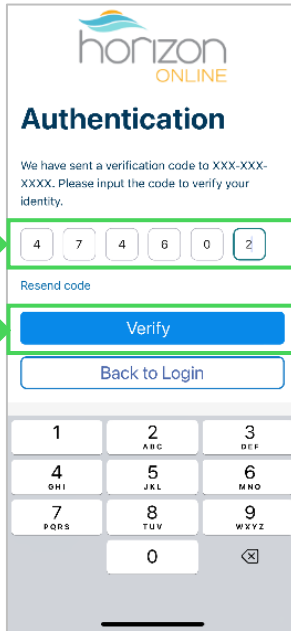 horizon
ONLINE
Authentication
We have sent a verification code to XXX-XXX-
XXXX. Please input the code to verify your
identity.
4 7 4 6 0 2
Resend code
Verify
Back to Login
1 2 3
ABC DEF
4 5 6
GHI JKL MNO
7 8 9
PQRS TUV WXYZ
0